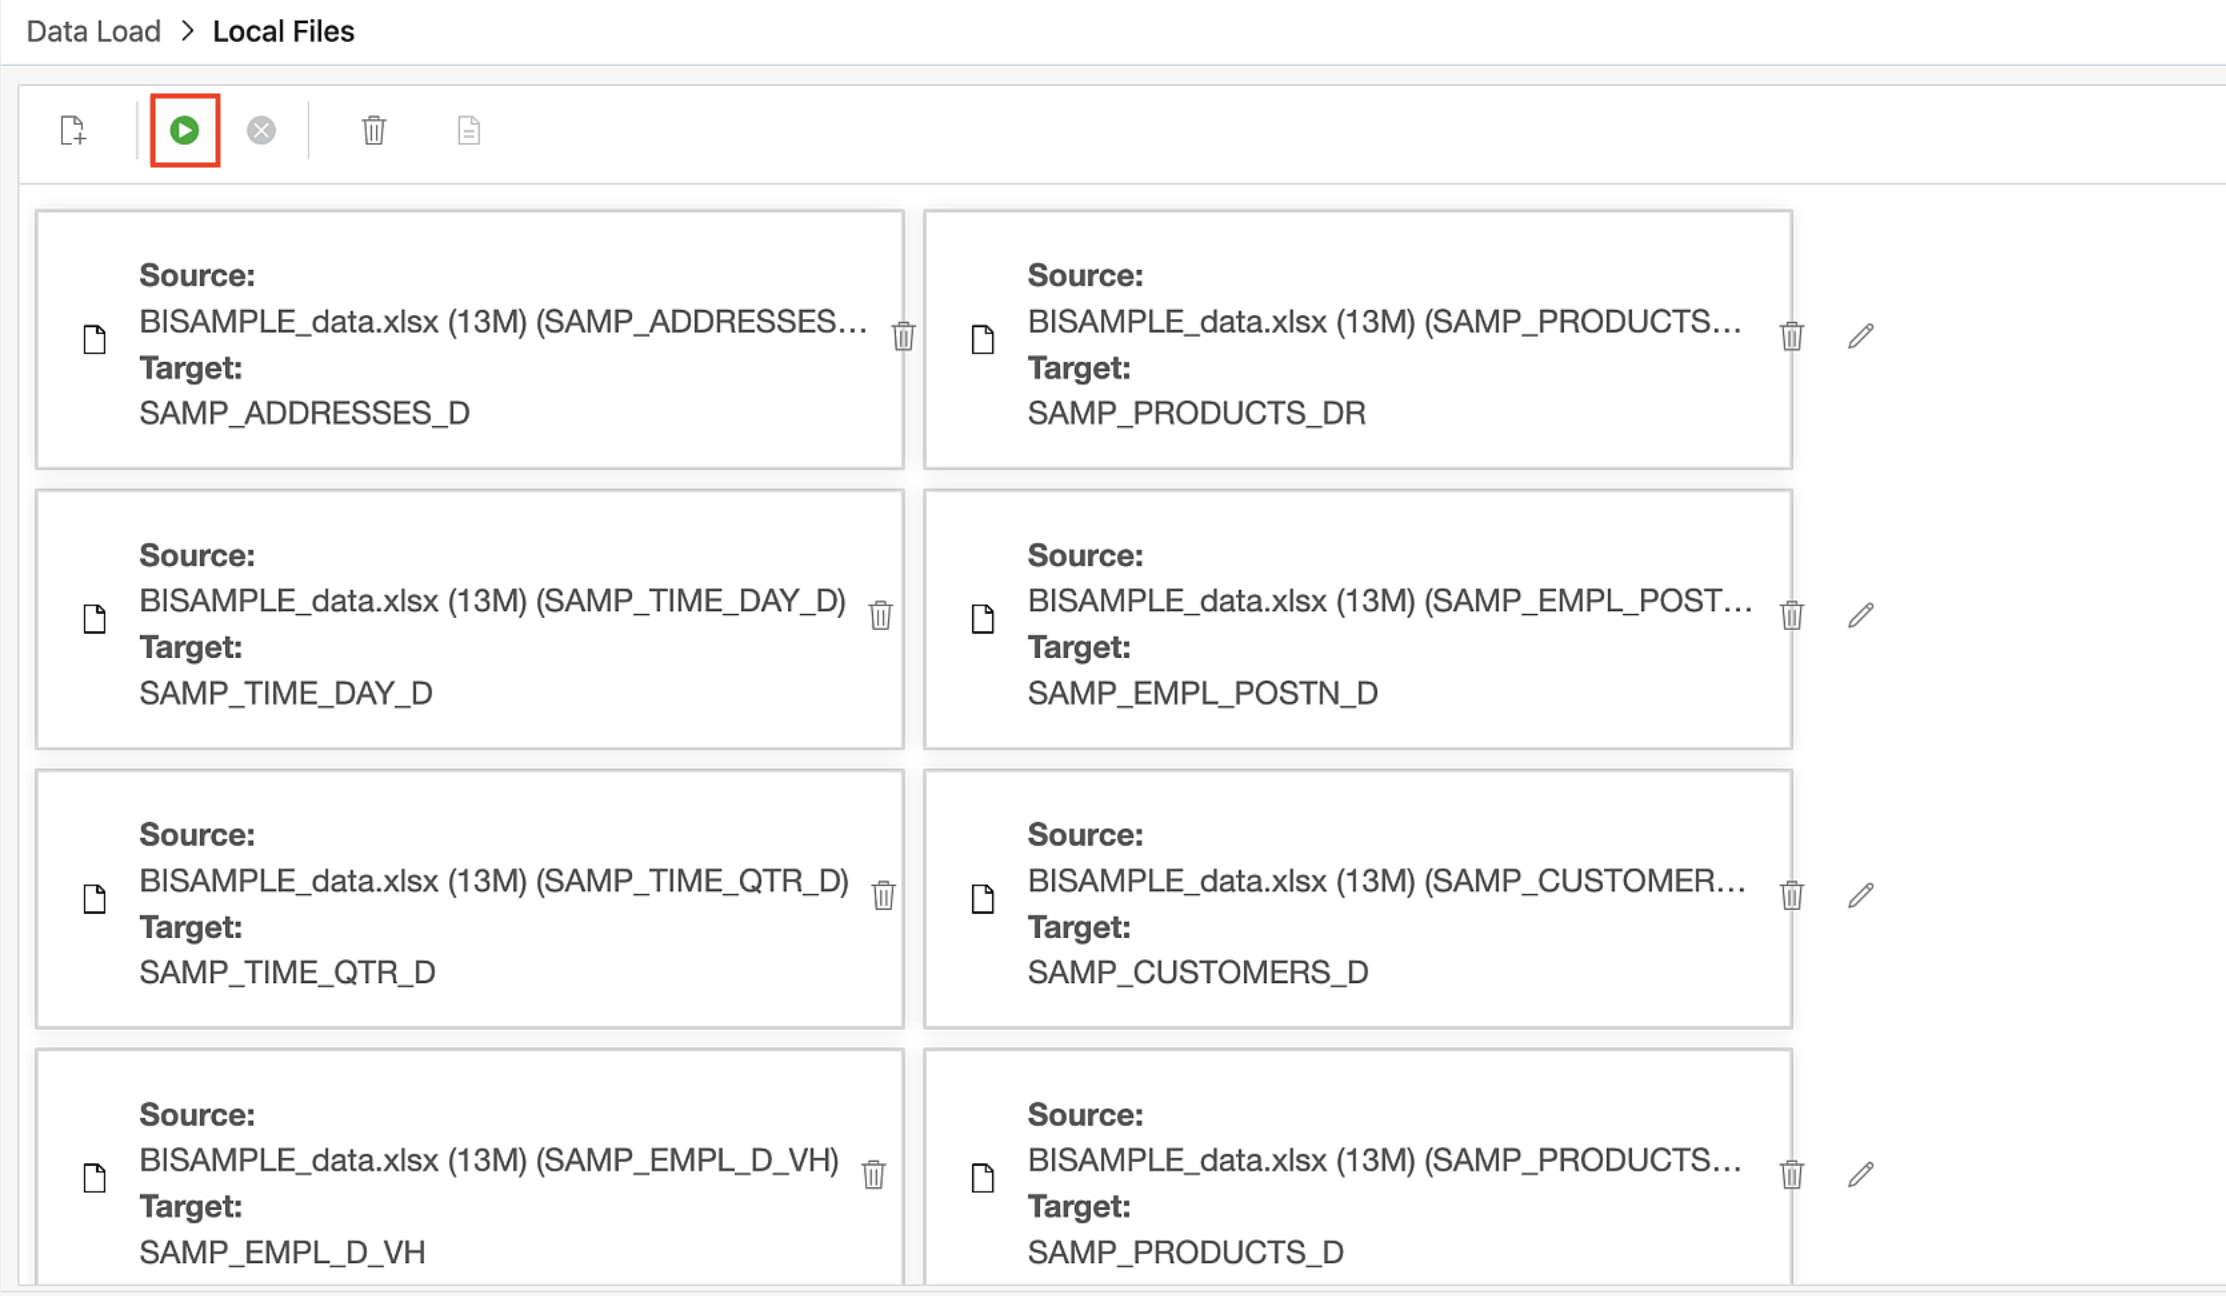 Data Load > Local Files
Source:
BISAMPLE_data.xlsx (13M) (SAMP_ADDRESSES...
Target:
SAMP_ADDRESSES_D
Source:
BISAMPLE_data.xlsx (13M) (SAMP_PRODUCTS...
Target:
SAMP_PRODUCTS_DR
Source:
BISAMPLE_data.xlsx (13M) (SAMP_TIME_DAY_D)
Target:
SAMP_TIME_DAY_D
Source:
BISAMPLE_data.xlsx (13M) (SAMP_EMPL_POST...
Target:
SAMP_EMPL_POSTN_D
Source:
BISAMPLE_data.xlsx (13M) (SAMP_TIME_QTR_D)
Target:
SAMP_TIME_QTR_D
Source:
BISAMPLE_data.xlsx (13M) (SAMP_CUSTOMER...
Target:
SAMP_CUSTOMERS_D
Source:
BISAMPLE_data.xlsx (13M) (SAMP_EMPL_D_VH)
Target:
SAMP_EMPL_D_VH
Source:
BISAMPLE_data.xlsx (13M) (SAMP_PRODUCTS...
Target:
SAMP_PRODUCTS_D